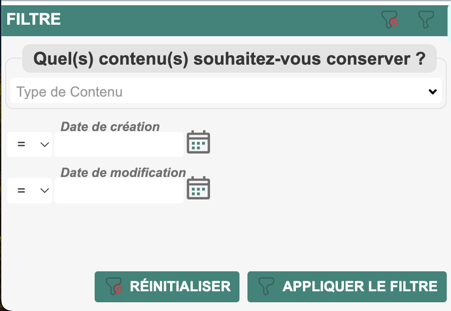 FILTRE
Quel(s) contenu(s) souhaitez-vous conserver ?
Type de Contenu
Date de création
=
Date de modification
=
RÉINITIALISER
APPLIQUER LE FILTRE